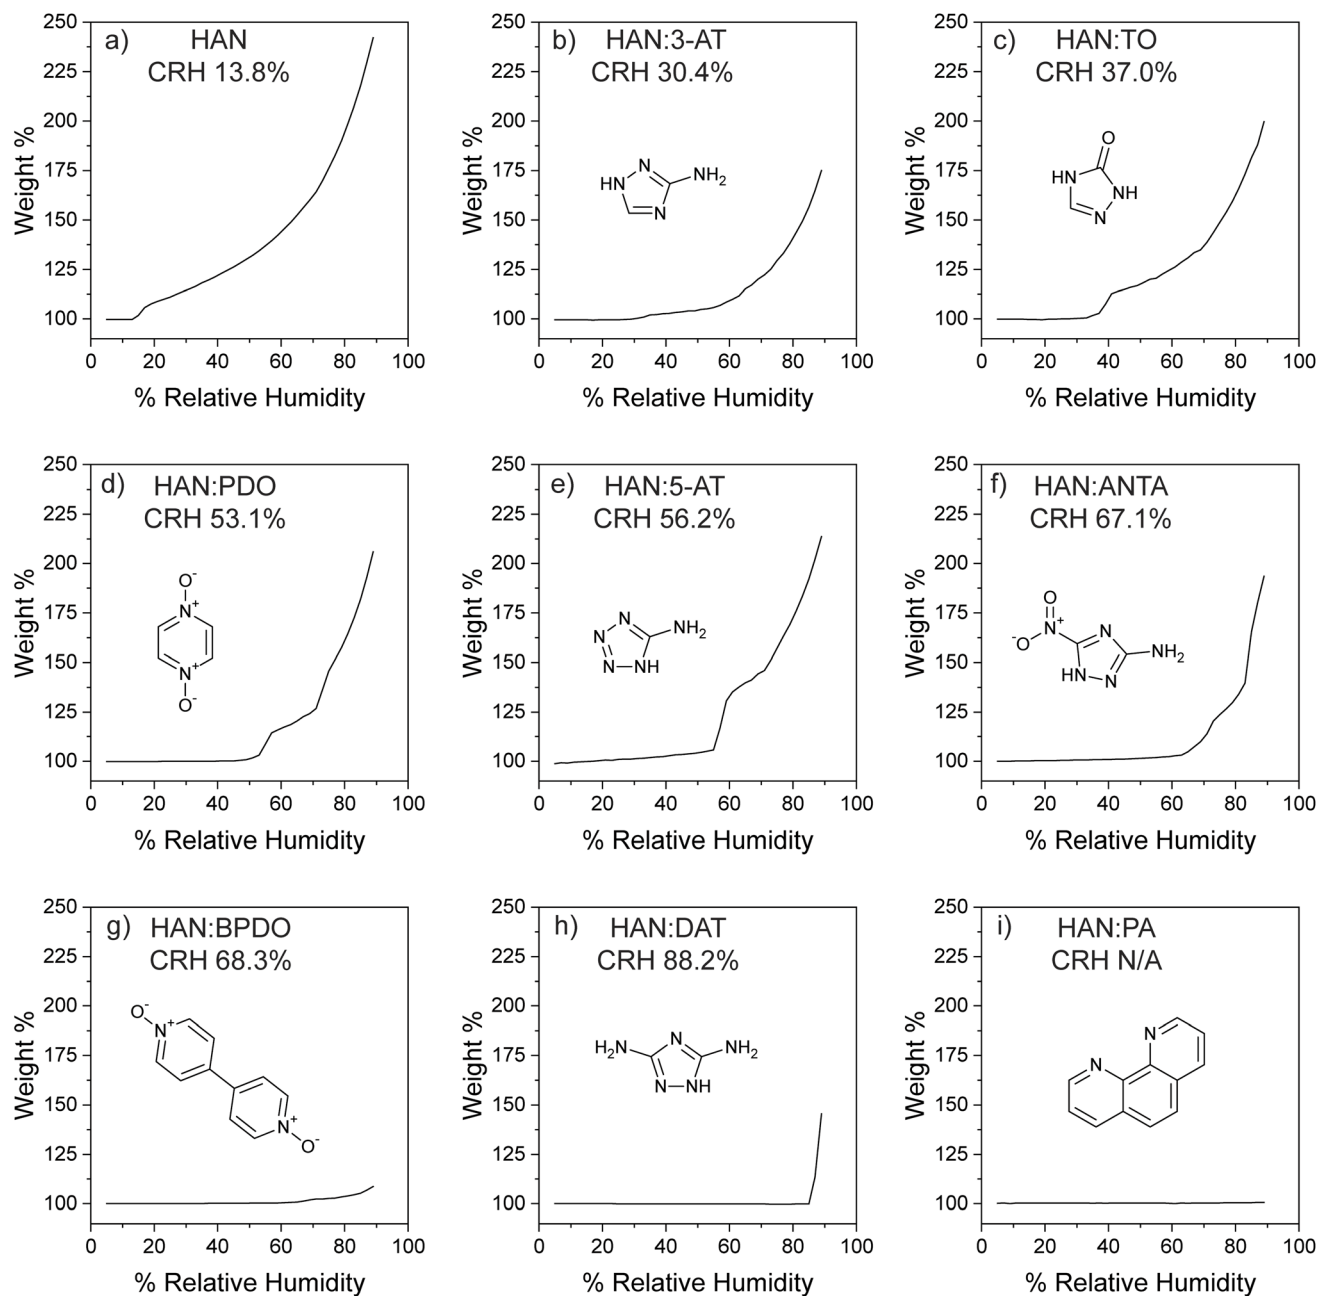 a) HAN
CRH 13.8%
250
225
200
175
150
125
100
Weight %
0 20 40 60 80 100
% Relative Humidity
b) HAN:3-AT
CRH 30.4%
250
225
200
175
150
125
100
Weight %
N
HN
NH2
N
0 20 40 60 80 100
% Relative Humidity
c) HAN:TO
CRH 37.0%
250
225
200
175
150
125
100
Weight %
O
HN
NH
N
0 20 40 60 80 100
% Relative Humidity
d) HAN:PDO
CRH 53.1%
250
225
200
175
150
125
100
Weight %
O-
N+
N+
O-
0 20 40 60 80 100
% Relative Humidity
e) HAN:5-AT
CRH 56.2%
250
225
200
175
150
125
100
Weight %
N
NH2
N
N
NH
0 20 40 60 80 100
% Relative Humidity
f) HAN:ANTA
CRH 67.1%
250
225
200
175
150
125
100
Weight %
O
N+
-O
N
NH2
HN
N
0 20 40 60 80 100
% Relative Humidity
g) HAN:BPDO
CRH 68.3%
250
225
200
175
150
125
100
Weight %
O-
N+
N+
O-
0 20 40 60 80 100
% Relative Humidity
h) HAN:DAT
CRH 88.2%
250
225
200
175
150
125
100
Weight %
H2N
N
NH2
N
NH
0 20 40 60 80 100
% Relative Humidity
i) HAN:PA
CRH N/A
250
225
200
175
150
125
100
Weight %
N
N
0 20 40 60 80 100
% Relative Humidity